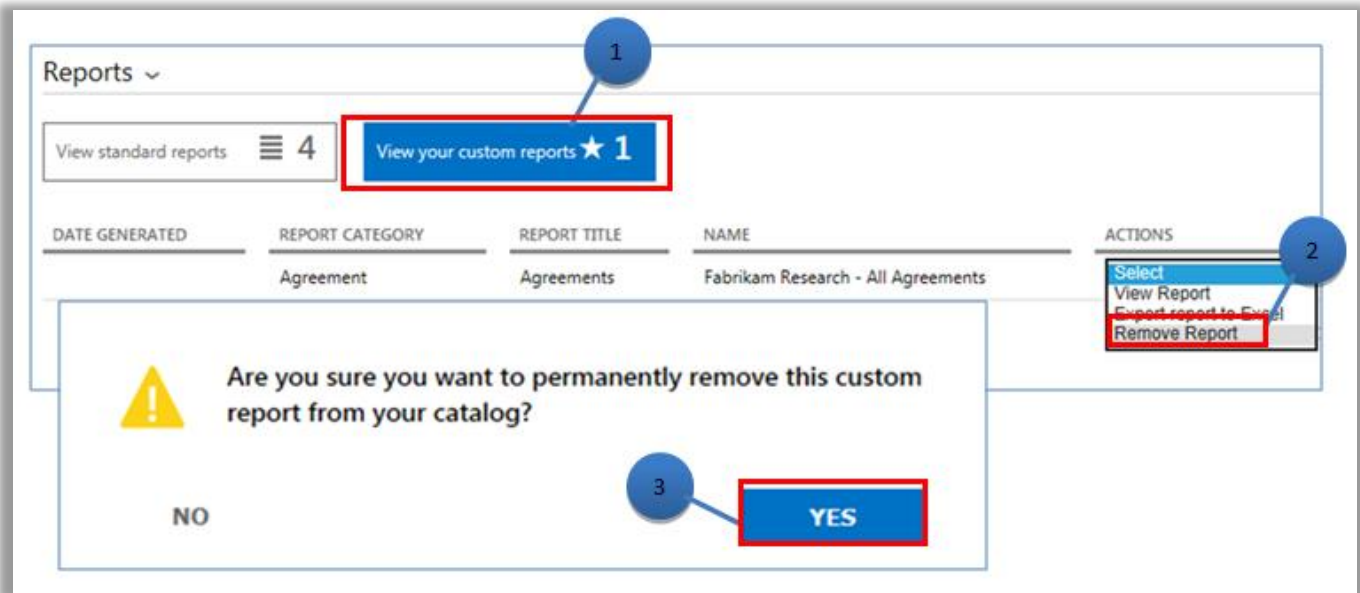 1
Reports
View standard reports 4
View your custom reports ★ 1
DATE GENERATED REPORT CATEGORY REPORT TITLE NAME ACTIONS
2
Agreement Agreements Fabrikam Research - All Agreements Select
View Report
Export report to Excel
Remove Report
Are you sure you want to permanently remove this custom
report from your catalog?
3
NO YES